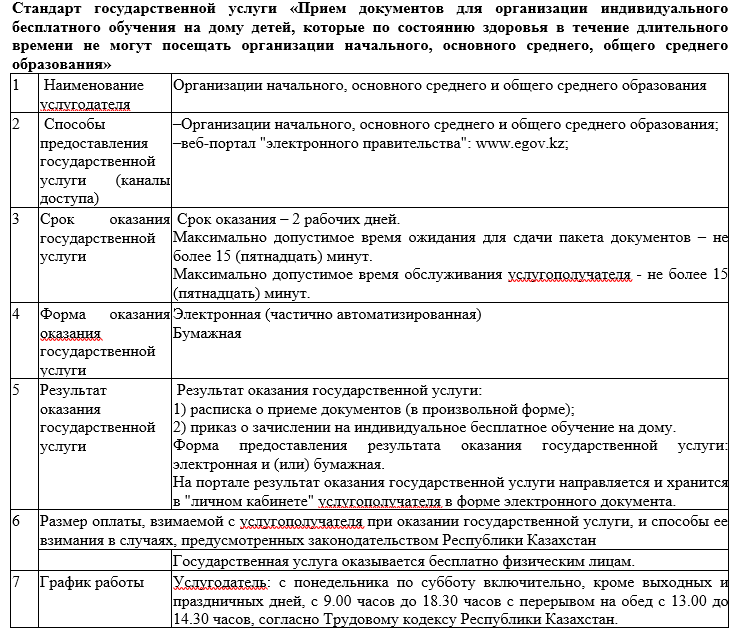 Стандарт государственной услуги «Прием документов для организации индивидуального
бесплатного обучения на дому детей, которые по состоянию здоровья в течение длительного
времени не могут посещать организации начального, основного среднего, общего среднего
образования»
1 Наименование услугодателя
Организации начального, основного среднего и общего среднего образования
2 Способы
предоставления
государственной
услуги (каналы
доступа)
–Организации начального, основного среднего и общего среднего образования;
–веб-портал "электронного правительства": www.egov.kz;
3 Срок оказания
государственной
услуги
Срок оказания – 2 рабочих дней.
Максимально допустимое время ожидания для сдачи пакета документов – не
более 15 (пятнадцать) минут.
Максимально допустимое время обслуживания услугополучателя - не более 15
(пятнадцать) минут.
4 Форма оказания
оказания
государственной
услуги
Электронная (частично автоматизированная)
Бумажная
5 Результат
оказания
государственной
услуги
Результат оказания государственной услуги:
1) расписка о приеме документов (в произвольной форме);
2) приказ о зачислении на индивидуальное бесплатное обучение на дому.
Форма предоставления результата оказания государственной услуги:
электронная и (или) бумажная.
На портале результат оказания государственной услуги направляется и хранится
в "личном кабинете" услугополучателя в форме электронного документа.
6 Размер оплаты, взимаемой с услугополучателя при оказании государственной услуги, и способы ее
взимания в случаях, предусмотренных законодательством Республики Казахстан
Государственная услуга оказывается бесплатно физическим лицам.
7 График работы
Услугодатель: с понедельника по субботу включительно, кроме выходных и
праздничных дней, с 9.00 часов до 18.30 часов с перерывом на обед с 13.00 до
14.30 часов, согласно Трудовому кодексу Республики Казахстан.